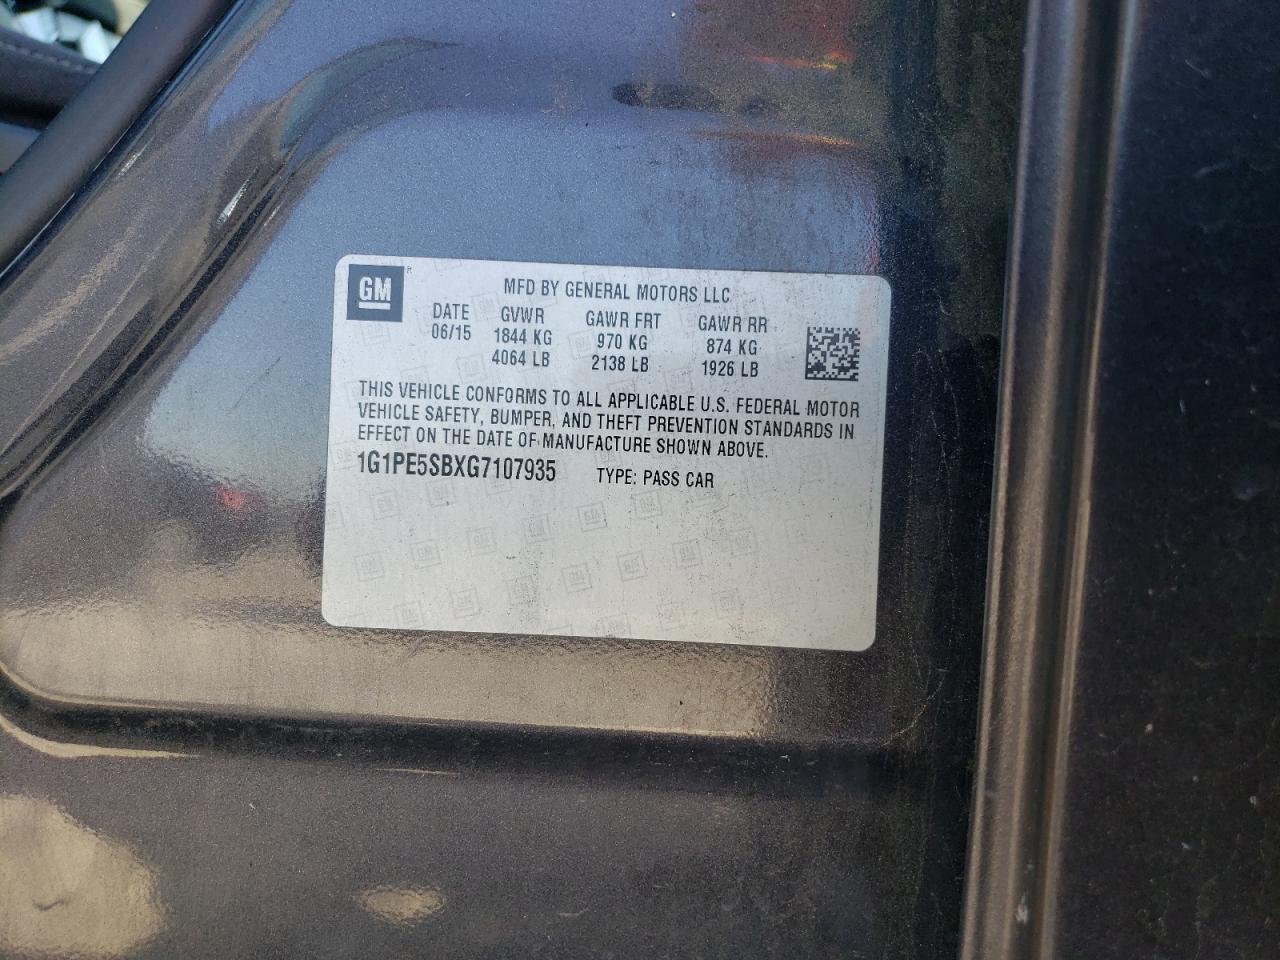 GM
MFD BY GENERAL MOTORS LLC
DATE GVWR GAWR FRT GAWR RR
06/15 1844 KG 970 KG 874 KG
4064 LB 2138 LB 1926 LB
THIS VEHICLE CONFORMS TO ALL APPLICABLE U.S. FEDERAL MOTOR
VEHICLE SAFETY, BUMPER, AND THEFT PREVENTION STANDARDS IN
EFFECT ON THE DATE OF MANUFACTURE SHOWN ABOVE.
1G1PE5SBXG7107935 TYPE: PASS CAR